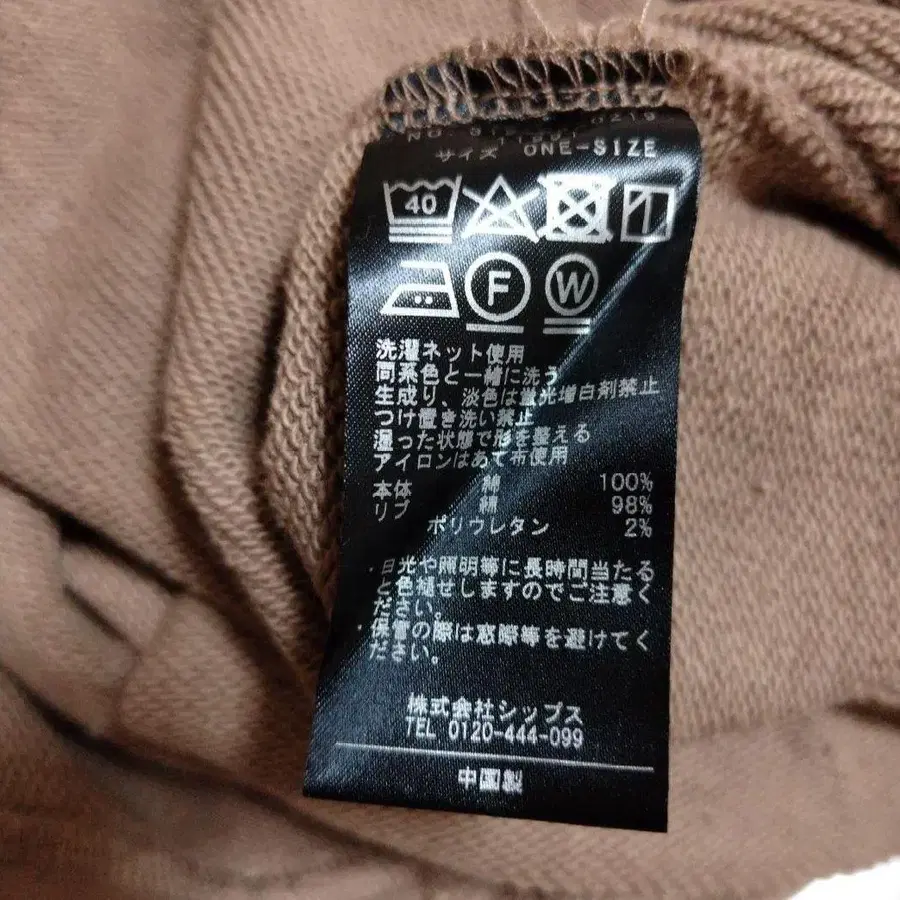 サイズ ONE-SIZE
40
F W
洗濯ネット使用
同系色と一緒に洗う
生成り、淡色は蛍光増白剤禁止
つけ置き洗い禁止
湿った状態で形を整える
アイロンはあて布使用
本体 綿 100%
リブ 綿 98%
ポリウレタン 2%
・日光や照明等に長時間当たる
と色褪せしますのでご注意く
ださい。
・保管の際は窓際等を避けてく
ださい。
株式会社シップス
TEL 0120-444-099
中国製